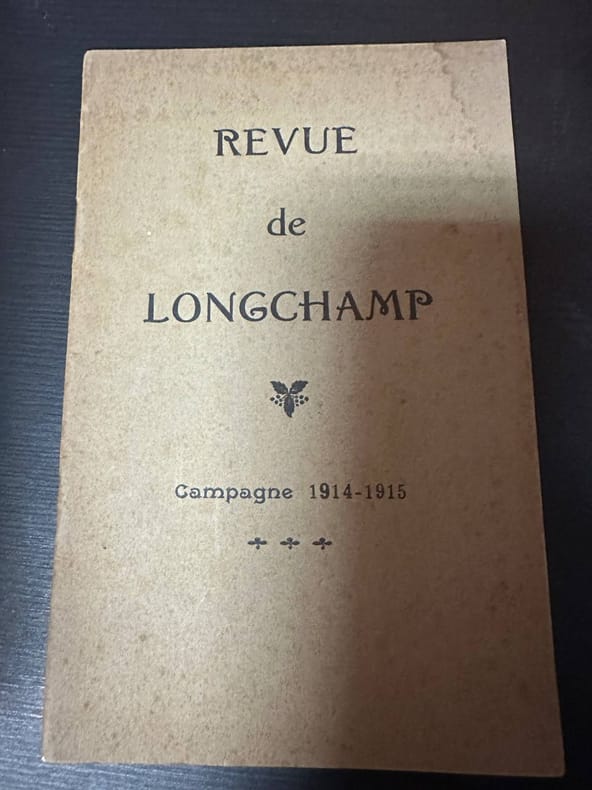 REVUE
de
LONGCHAMP
Campagne 1914-1915